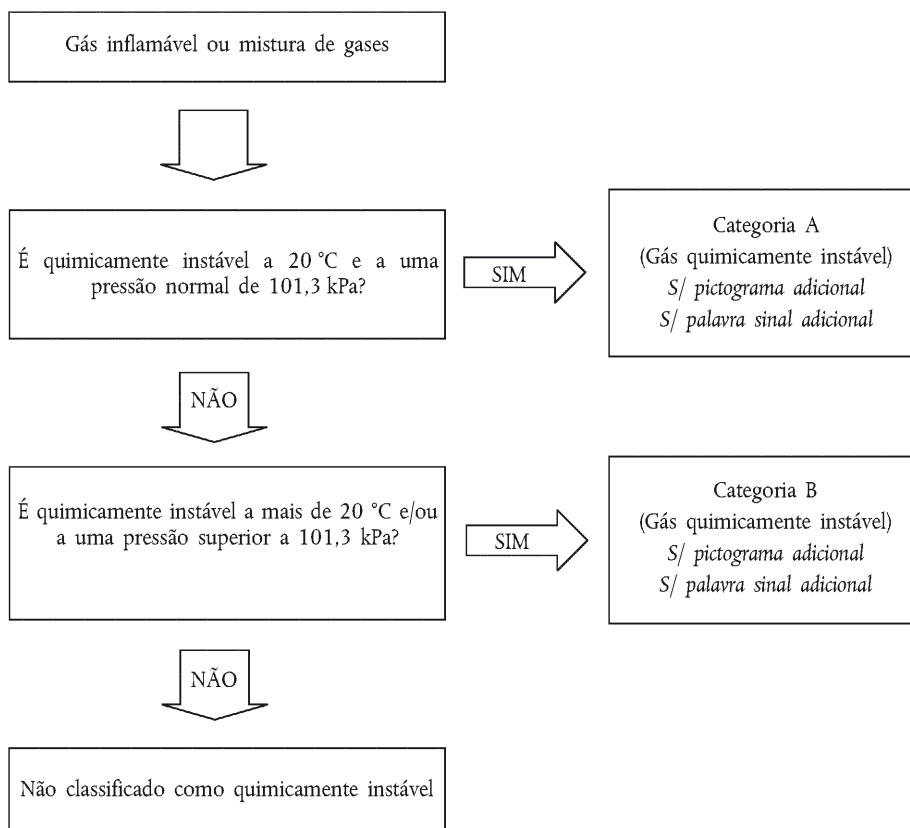 Gás inflamável ou mistura de gases
É quimicamente instável a 20 °C e a uma
pressão normal de 101,3 kPa?
SIM
Categoria A
(Gás quimicamente instável)
S/ pictograma adicional
S/ palavra sinal adicional
NÃO
É quimicamente instável a mais de 20 °C e/ou
a uma pressão superior a 101,3 kPa?
SIM
Categoria B
(Gás quimicamente instável)
S/ pictograma adicional
S/ palavra sinal adicional
NÃO
Não classificado como quimicamente instável